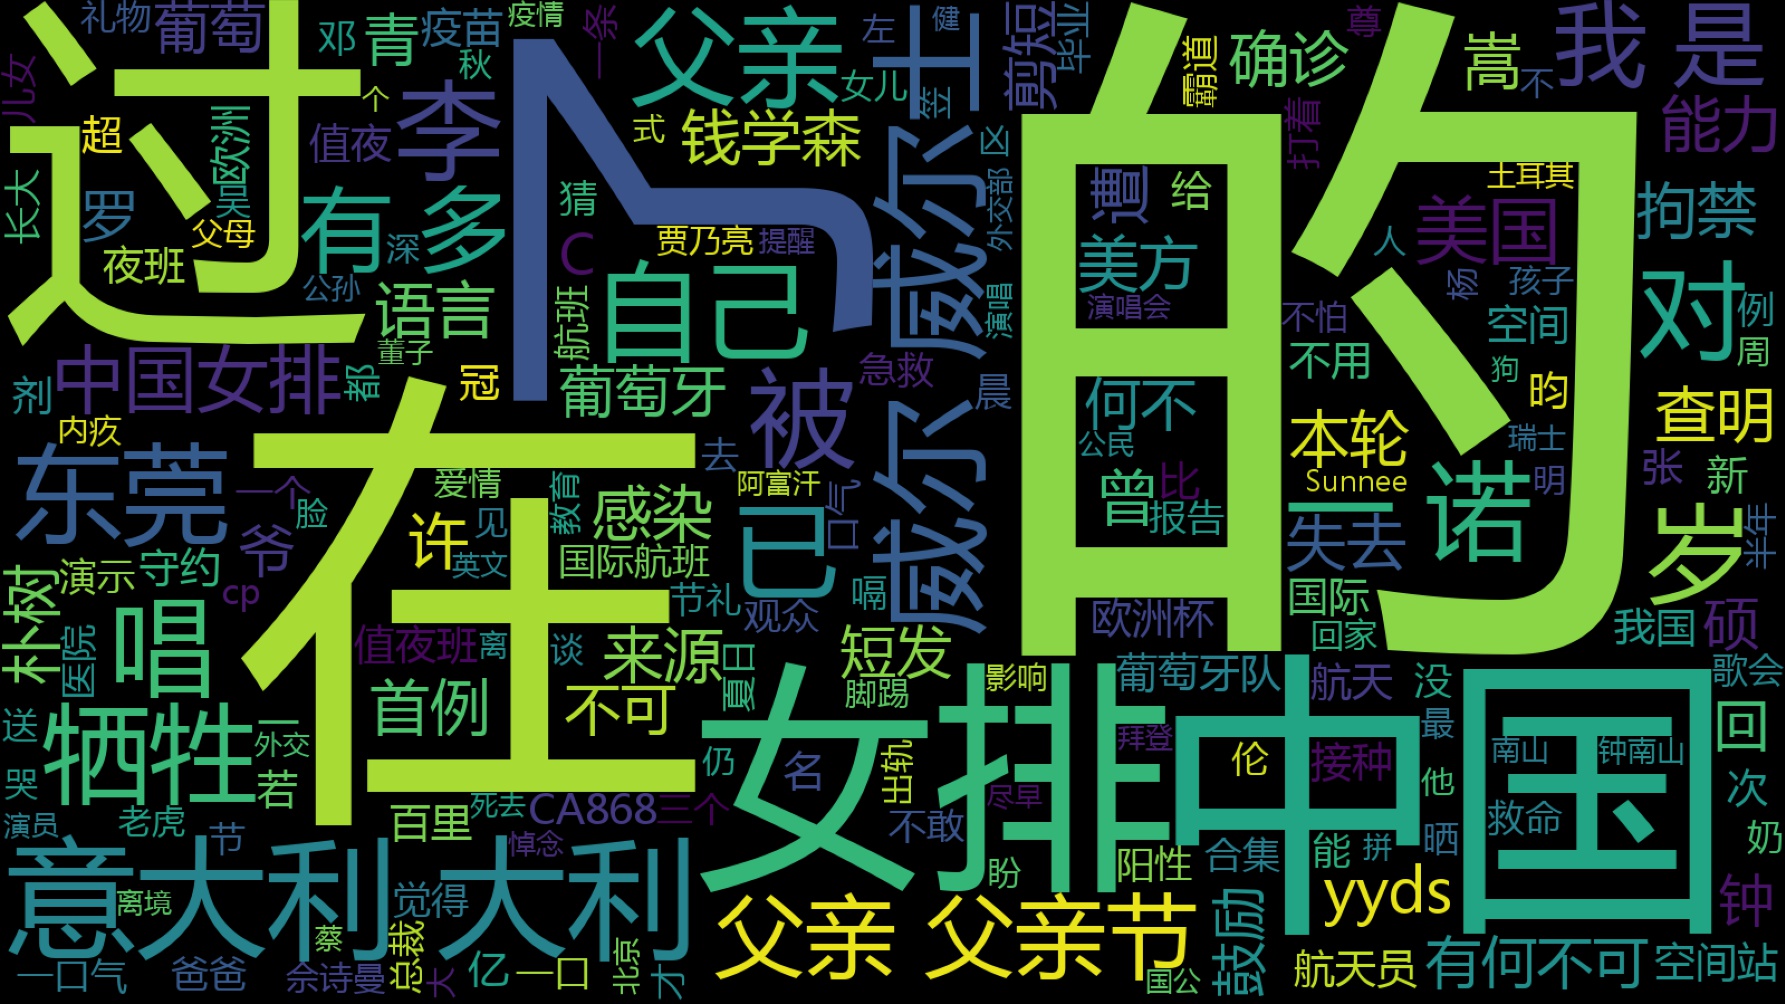 过
礼物
葡萄
邓
青
疫苗
疫情
一条
父亲
左
健
士
剪短
毕业
霸道
确诊
尊
嵩
不
我 是
儿女
秋
个
女儿
笠
能力
超
欧洲
值夜
李
式
钱学森
区
打着
长大
罗
吴
父母
有多
深
猜
C
贾乃亮
提醒
威尔
外交部
遭
给
土耳其
美国
人
拘禁
夜班
公孙
语言
航班
自己
演唱
美方
演唱会
的
杨
孩子
对
例
不怕
空间
周
中国女排
董子
都
冠
葡萄牙
被
急救
晨
何不
不用
狗
昀
剂
内疚
查明
东莞
在
去
公民
本轮
瑞士
一个
爱情
教育
感染
阿富汗
口气
威尔
曾
比
Sunnee
诺
明
张
新
脸
许
见
已
报告
三
失去
岁
半年
爷
英文
演示
守约
cp
国际航班
节礼
观众
嗝
欧洲杯
国际
回家
我国
硕
朴树
医院
唱
值夜班
离
谈
来源
夏日
短发
影响
葡萄牙队
航天
没
歌会
首例
不可
脚踢
女排
中国
送
牺牲
外交
仍
名
出轨
拜登
伦
接种
最
南山
钟南山
回
哭
若
死去
CA868
三个
尽早
他
次
演员
老虎
节
百里
悼念
不敢
救命
奶
意大利
大利
盼
阳性
合集
能
拼
晒
离境
觉得
父亲
父亲节
鼓励
yyds
钟
蔡
总裁
一口气
爸爸
佘诗曼
大
亿
一口
北京
才
国公
航天员
有何不可
空间站